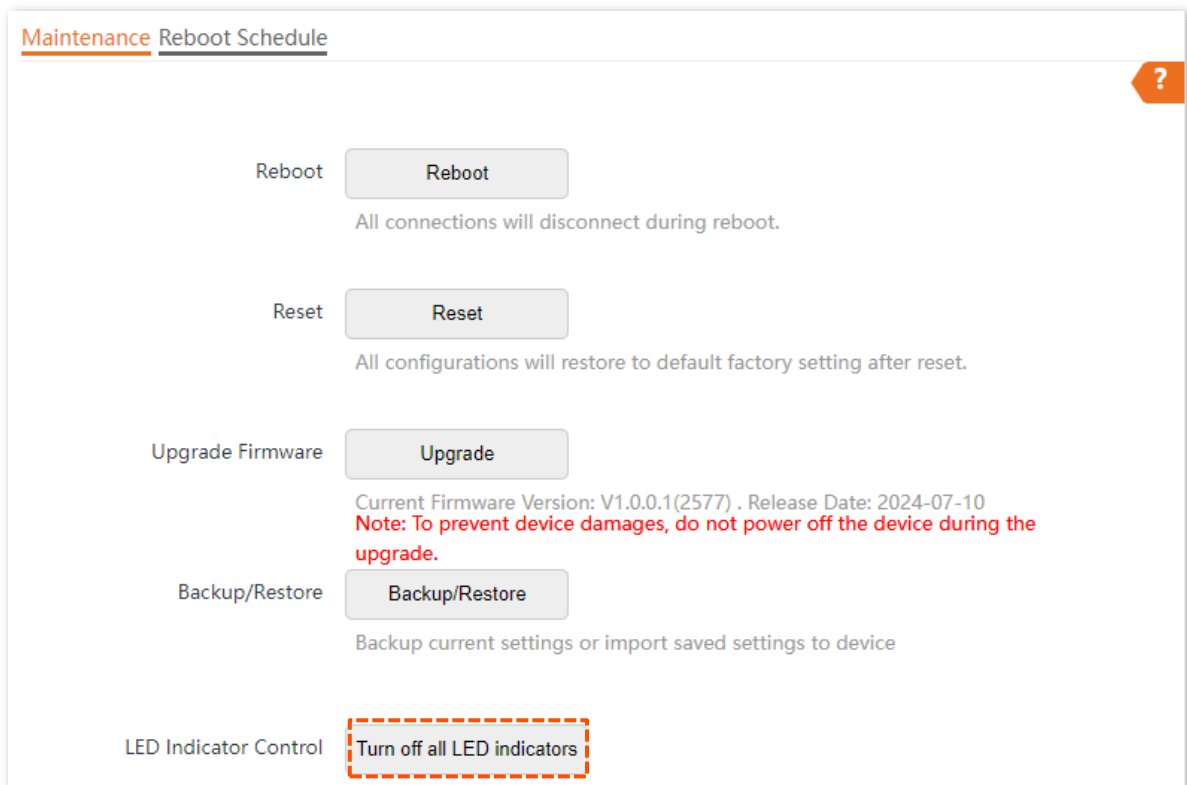 Maintenance Reboot Schedule
?
Reboot Reboot
All connections will disconnect during reboot.
Reset Reset
All configurations will restore to default factory setting after reset.
Upgrade Firmware Upgrade
Current Firmware Version: V1.0.0.1(2577) . Release Date: 2024-07-10
Note: To prevent device damages, do not power off the device during the
upgrade.
Backup/Restore Backup/Restore
Backup current settings or import saved settings to device
LED Indicator Control Turn off all LED indicators